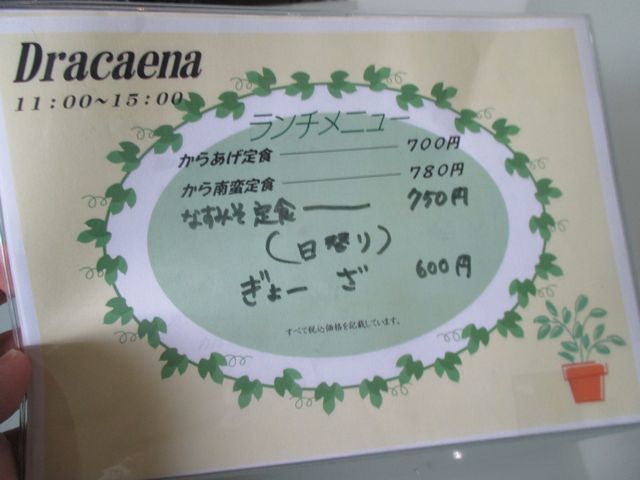 Dracaena
11:00~15:00
ランチメニュー
からあげ定食 700円
から南蛮定食 780円
なすみそ定食 750円
(日替り)
ぎょーざ 600円
すべて税込価格を記載しています。